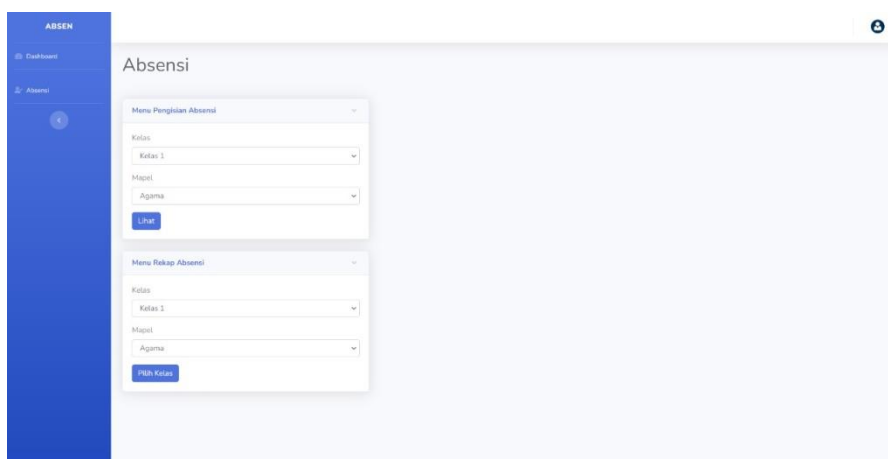 ABSEN
Dashboard
Absensi
Absensi
Menu Pengisian Absensi
Kelas
Kelas 1
Mapel
Agama
Lihat
Menu Rekap Absensi
Kelas
Kelas 1
Mapel
Agama
Pilih Kelas